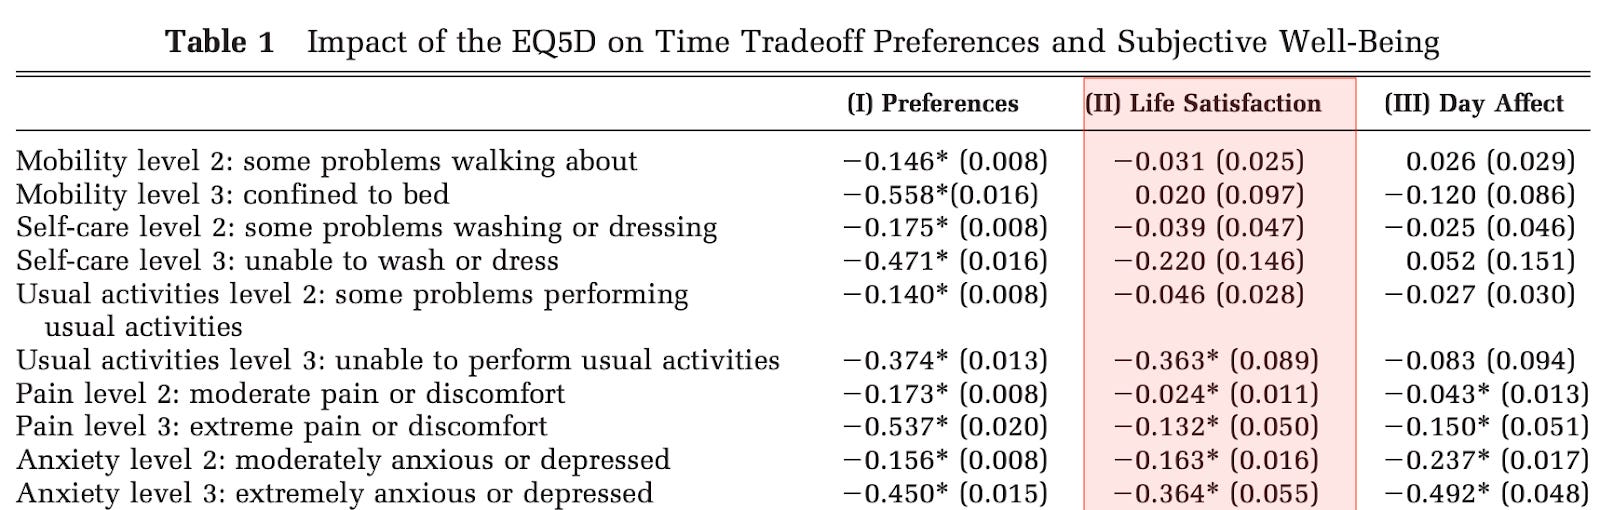 Table 1 Impact of the EQ5D on Time Tradeoff Preferences and Subjective Well-Being
(I) Preferences (II) Life Satisfaction (III) Day Affect
Mobility level 2: some problems walking about −0.146* (0.008) −0.031 (0.025) 0.026 (0.029)
Mobility level 3: confined to bed −0.558*(0.016) 0.020 (0.097) −0.120 (0.086)
Self-care level 2: some problems washing or dressing −0.175* (0.008) −0.039 (0.047) −0.025 (0.046)
Self-care level 3: unable to wash or dress −0.471* (0.016) −0.220 (0.146) 0.052 (0.151)
Usual activities level 2: some problems performing −0.140* (0.008) −0.046 (0.028) −0.027 (0.030)
usual activities
Usual activities level 3: unable to perform usual activities −0.374* (0.013) −0.363* (0.089) −0.083 (0.094)
Pain level 2: moderate pain or discomfort −0.173* (0.008) −0.024* (0.011) −0.043* (0.013)
Pain level 3: extreme pain or discomfort −0.537* (0.020) −0.132* (0.050) −0.150* (0.051)
Anxiety level 2: moderately anxious or depressed −0.156* (0.008) −0.163* (0.016) −0.237* (0.017)
Anxiety level 3: extremely anxious or depressed −0.450* (0.015) −0.364* (0.055) −0.492* (0.048)